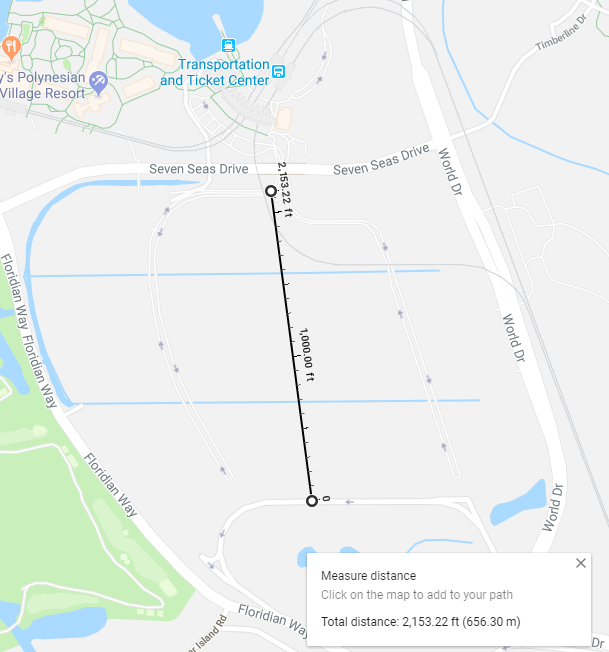 Timberline Dr
Transportation
and Ticket Center
y's Polynesian
Village Resort
Seven Seas Drive
Seven Seas Drive
World Dr
2,153.22 ft
Floridian Way
Floridian Way
1,000.00 ft
World Dr
Floridian Way
0
World Dr
Floridian Way
er Island Rd
Dr
Measure distance
Click on the map to add to your path
Total distance: 2,153.22 ft (656.30 m)